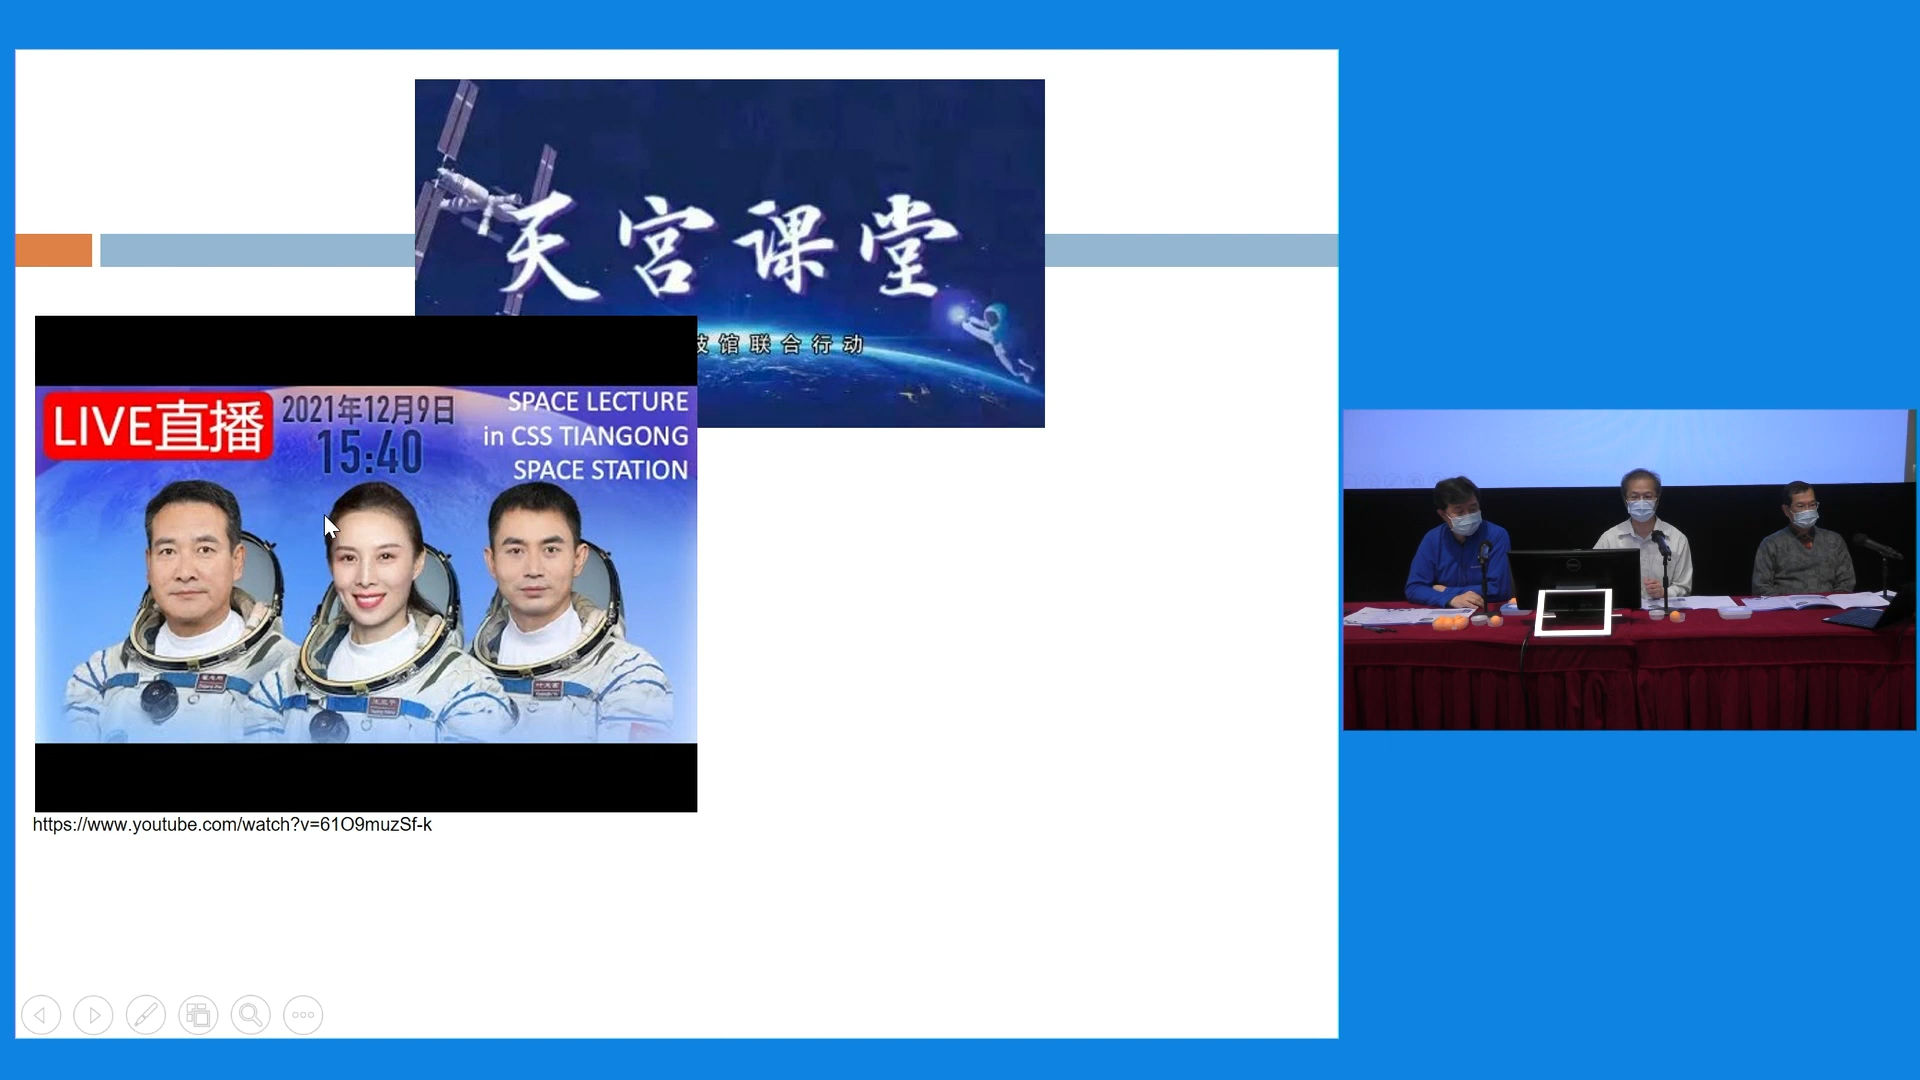 天宫课堂
技馆联合行动
LIVE直播
2021年12月9日
15:40
SPACE LECTURE
in CSS TIANGONG
SPACE STATION
https://www.youtube.com/watch?v=61O9muzSf-k